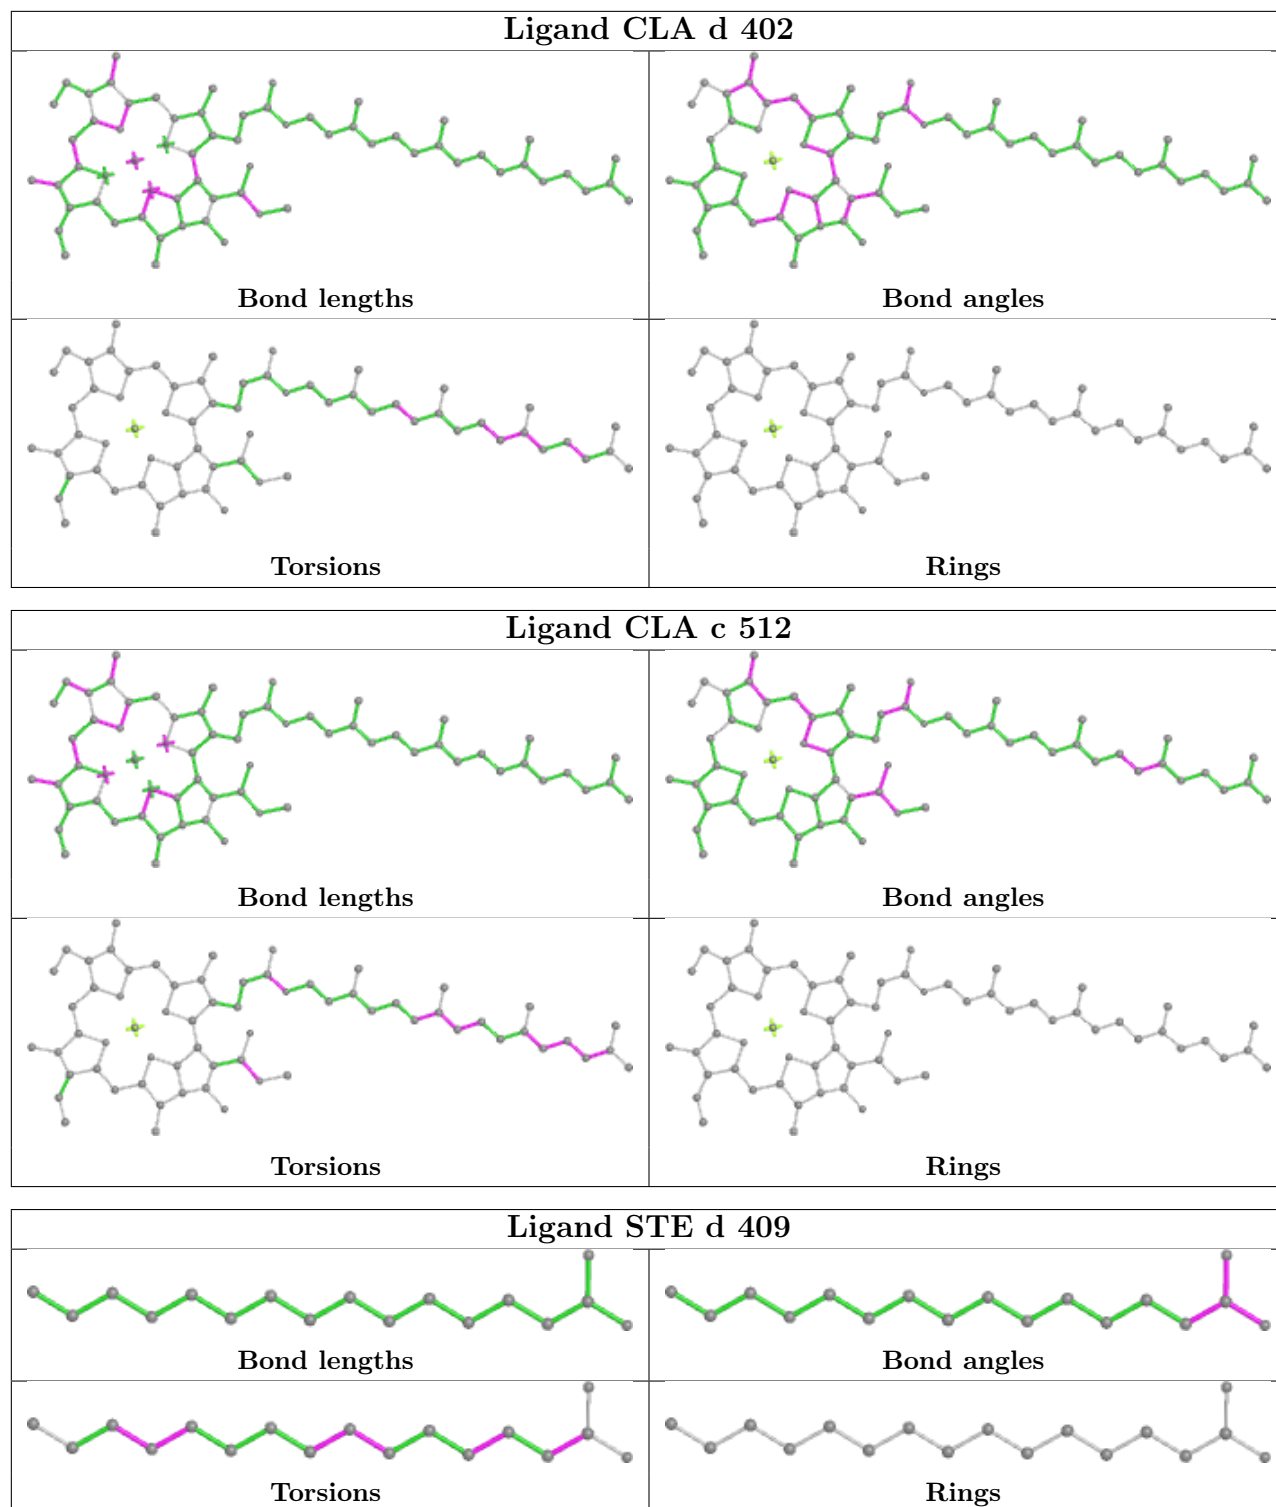 Ligand CLA d 402
Bond lengths
Bond angles
Torsions
Rings
Ligand CLA c 512
Bond lengths
Bond angles
Torsions
Rings
Ligand STE d 409
Bond lengths
Bond angles
Torsions
Rings